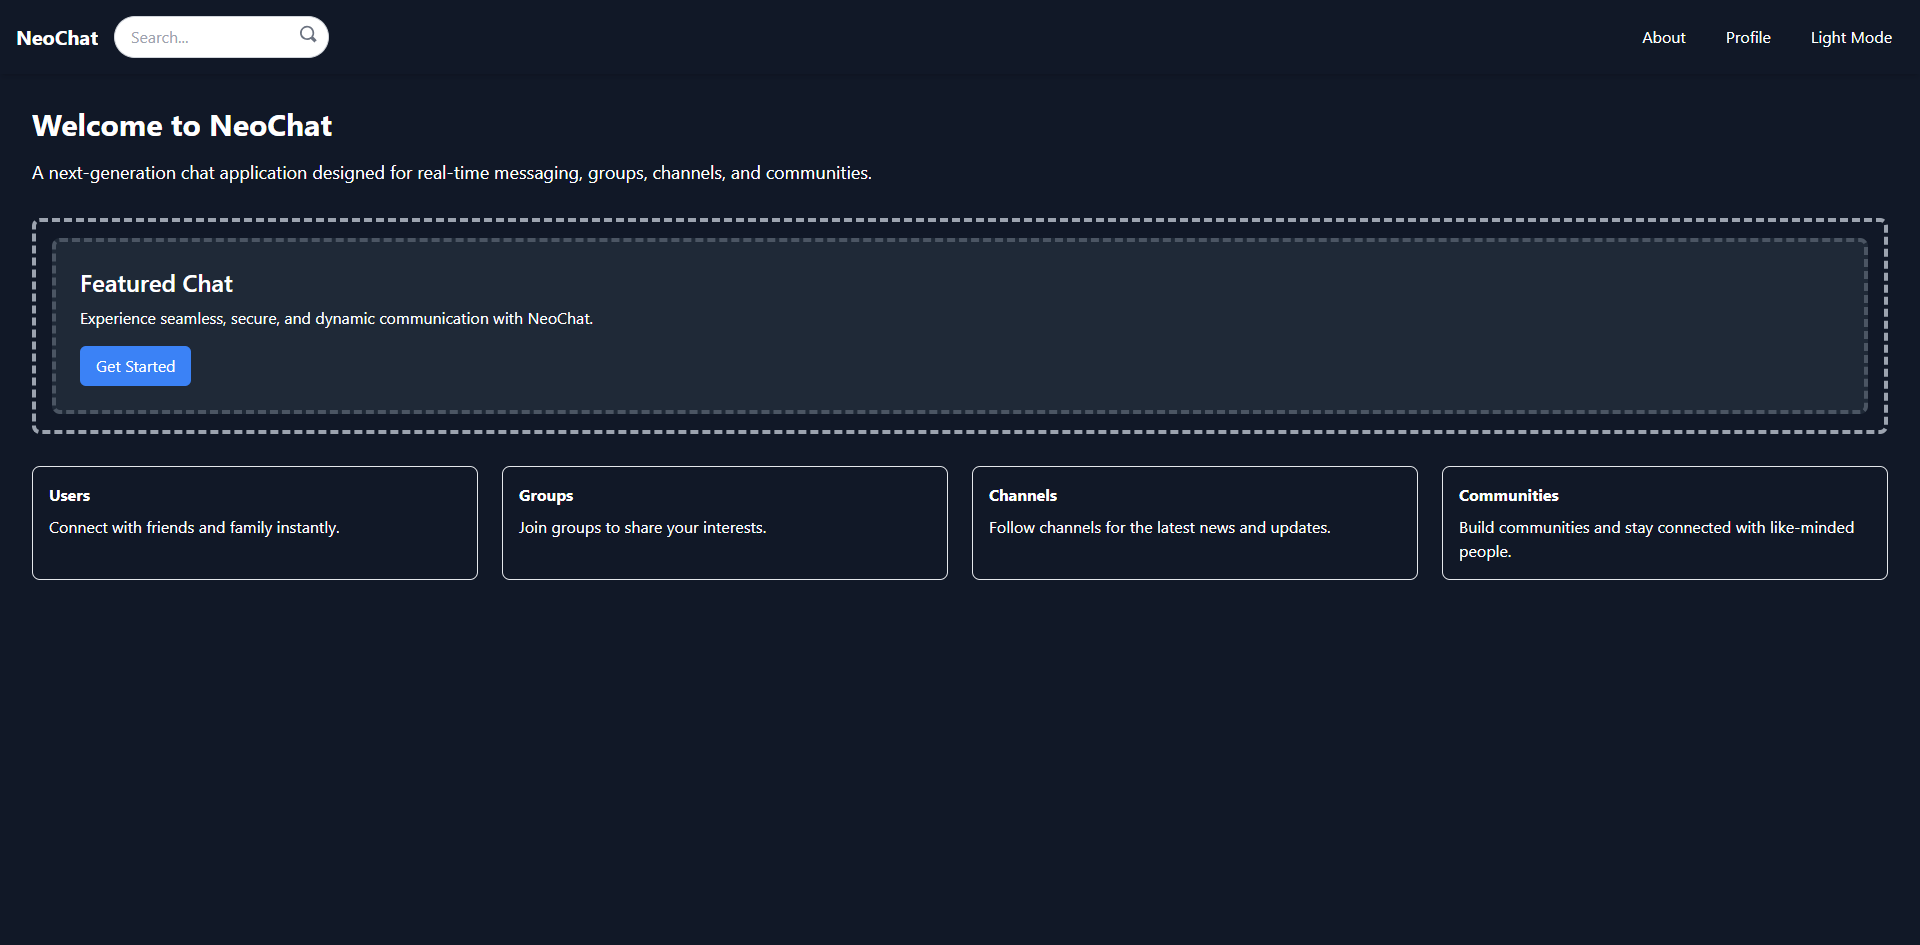 NeoChat
Search...
About
Profile
Light Mode
Welcome to NeoChat
A next-generation chat application designed for real-time messaging, groups, channels, and communities.
Featured Chat
Experience seamless, secure, and dynamic communication with NeoChat.
Get Started
Users
Connect with friends and family instantly.
Groups
Join groups to share your interests.
Channels
Follow channels for the latest news and updates.
Communities
Build communities and stay connected with like-minded
people.